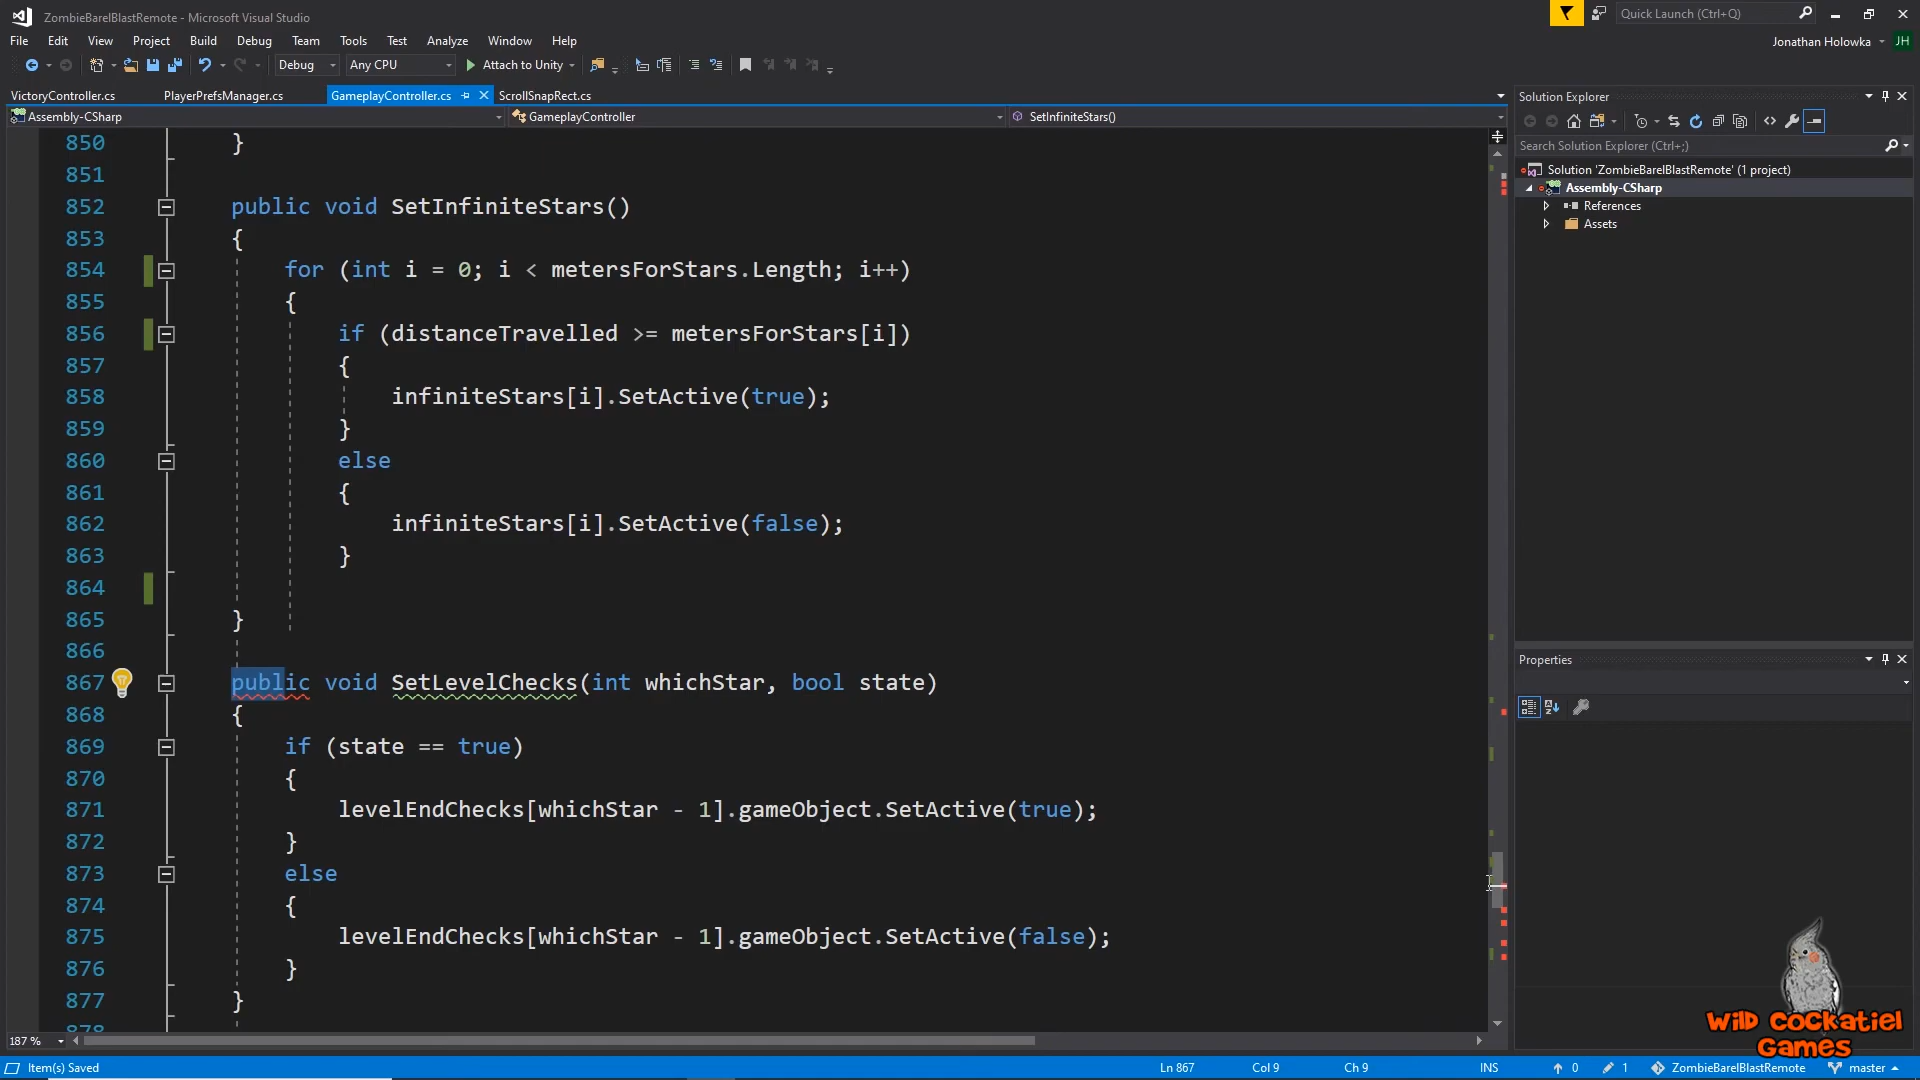 ZombieBarelBlastRemote - Microsoft Visual Studio
Quick Launch (Ctrl+Q)
File Edit View Project Build Debug Team Tools Test Analyze Window Help
Jonathan Holowka JH
Debug Any CPU Attach to Unity
VictoryController.cs PlayerPrefsManager.cs GameplayController.cs ScrollSnapRect.cs
Assembly-CSharp GameplayController SetInfiniteStars()
850 }
851
852 public void SetInfiniteStars()
853 {
854 for (int i = 0; i < metersForStars.Length; i++)
855 {
856 if (distanceTravelled >= metersForStars[i])
857 {
858 infiniteStars[i].SetActive(true);
859 }
860 else
861 {
862 infiniteStars[i].SetActive(false);
863 }
864
865 }
866
867 public void SetLevelChecks(int whichStar, bool state)
868 {
869 if (state == true)
870 {
871 levelEndChecks[whichStar - 1].gameObject.SetActive(true);
872 }
873 else
874 {
875 levelEndChecks[whichStar - 1].gameObject.SetActive(false);
876 }
877 }
878
187 %
Solution Explorer
Search Solution Explorer (Ctrl+;)
Solution 'ZombieBarelBlastRemote' (1 project)
Assembly-CSharp
References
Assets
Properties
Wild Cockatiel
Games
Item(s) Saved Ln 867 Col 9 Ch 9 INS 0 1 ZombieBarelBlastRemote master